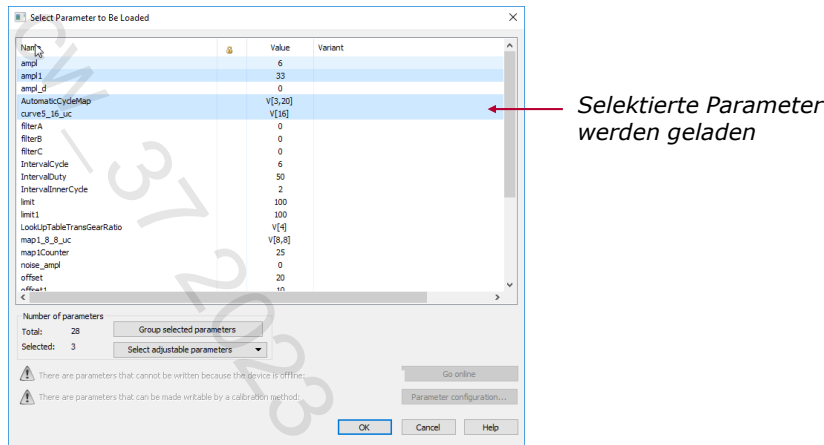 Select Parameter to Be Loaded
Name Value Variant
ampl 6
ampl1 33
ampl_d 0
AutomaticCycleMap V[3,20]
curve5_16_uc V[16]
filterA 0
filterB 0
filterC 0
IntervalCycle 6
IntervalDuty 50
IntervalInnerCycle 2
limit 100
limit1 100
LookUpTableTransGearRatio V[4]
map1_8_8_uc V[8,8]
map1Counter 25
noise_ampl 0
offset 20
offset1 10
Selektierte Parameter
werden geladen
Number of parameters
Total: 28 Group selected parameters
Selected: 3 Select adjustable parameters
There are parameters that cannot be written because the device is offline: Go online
There are parameters that can be made writable by a calibration method: Parameter configuration...
OK Cancel Help
CW_37 2023